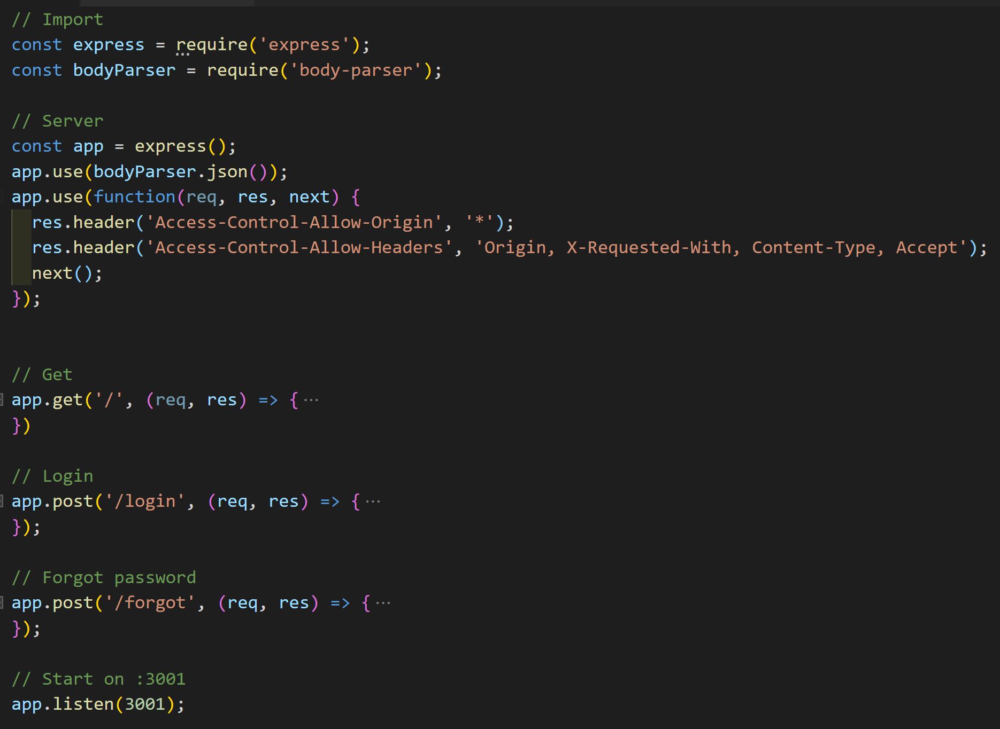 // Import
const express = require('express');
const bodyParser = require('body-parser');
// Server
const app = express();
app.use(bodyParser.json());
app.use(function(req, res, next) {
  res.header('Access-Control-Allow-Origin', '*');
  res.header('Access-Control-Allow-Headers', 'Origin, X-Requested-With, Content-Type, Accept');
  next();
});
// Get
app.get('/', (req, res) => {···
})
// Login
app.post('/login', (req, res) => {···
});
// Forgot password
app.post('/forgot', (req, res) => {···
});
// Start on :3001
app.listen(3001);